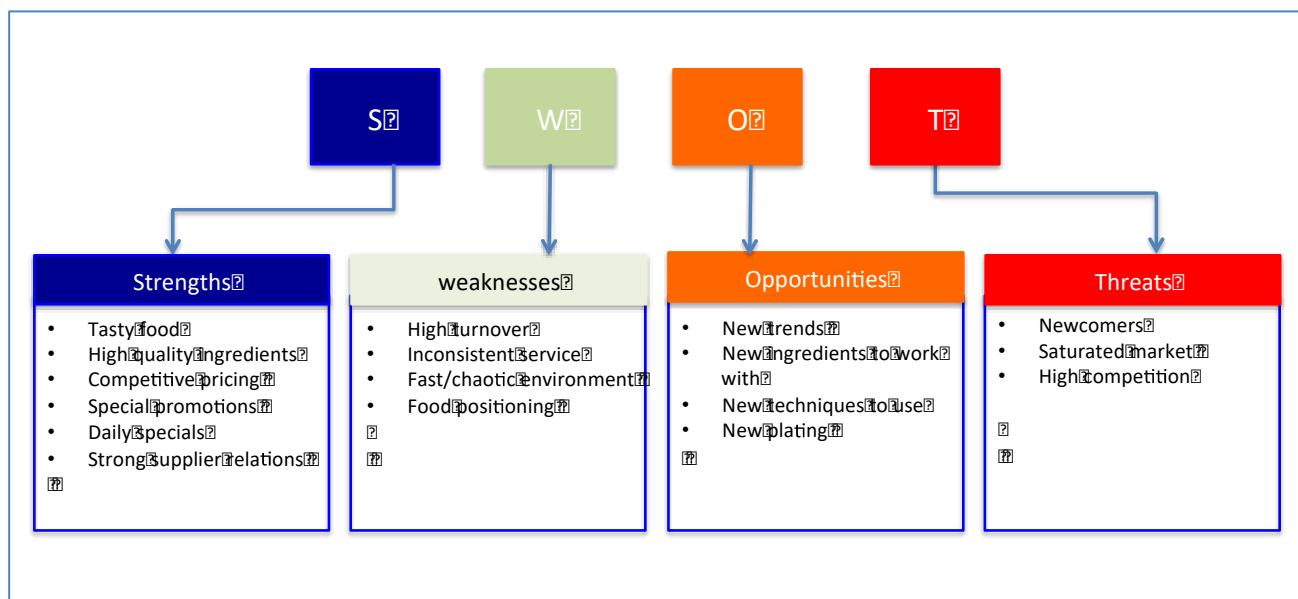 S
W
O
T
Strengths
• Tasty food
• High quality ingredients
• Competitive pricing
• Special promotions
• Daily specials
• Strong supplier relations
weaknesses
• High turnover
• Inconsistent service
• Fast/chaotic environment
• Food positioning
Opportunities
• New trends
• New ingredients to work
with
• New techniques to use
• New plating
Threats
• Newcomers
• Saturated market
• High competition